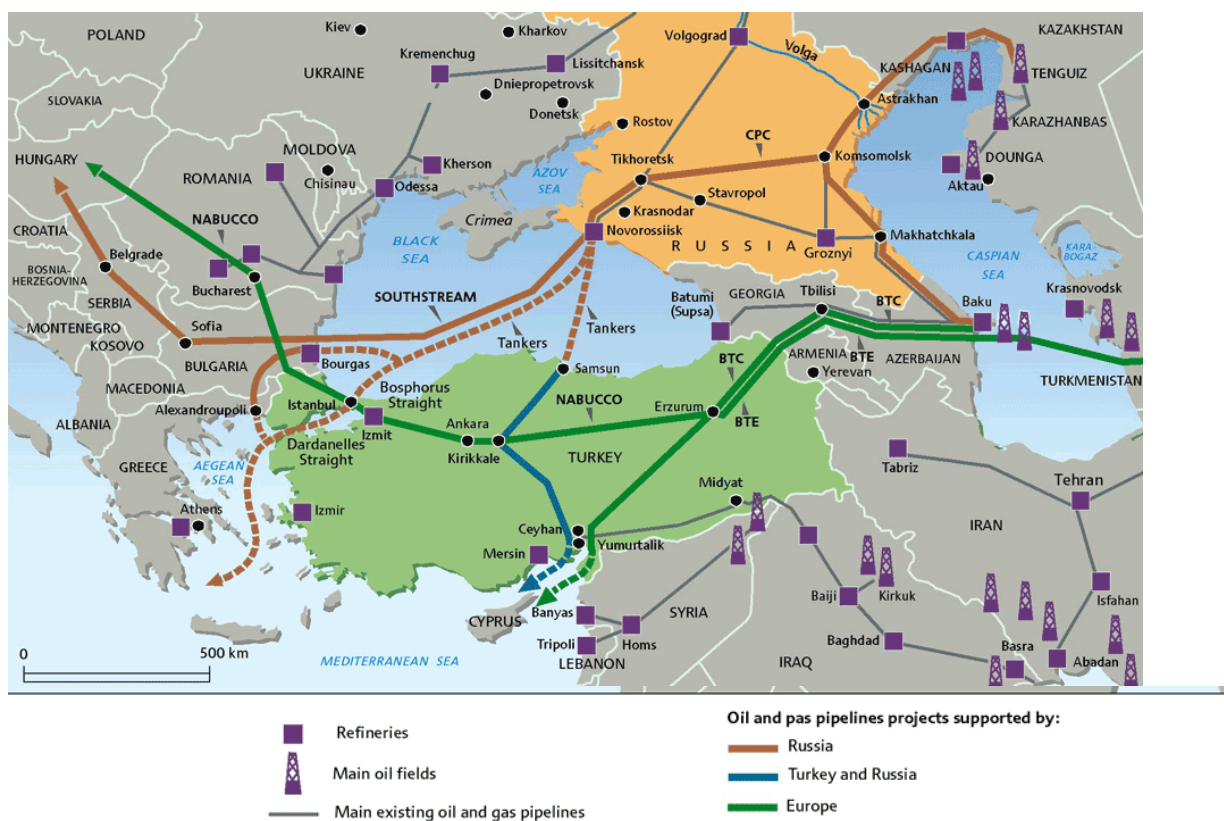 POLAND
Kiev
Kharkov
Volgograd
Volga
KAZAKHSTAN
Kremenchug
Lissitchansk
KASHAGAN
TENGUIZ
UKRAINE
Dniepropetrovsk
SLOVAKIA
Donetsk
Astrakhan
Rostov
KARAZHANBAS
CPC
HUNGARY
MOLDOVA
Chisinau
Kherson
Tikhoretsk
Komsomolsk
DOUNGA
ROMANIA
Odessa
AZOV
SEA
Stavropol
Aktau
NABUCCO
Crimea
Krasnodar
Novorossiisk
CROATIA
BLACK
SEA
RUSSIA
Groznyi
Makhatchkala
Belgrade
BOSNIA-
HERZEGOVINA
CASPIAN
SEA
KARA-
BOGAZ
Bucharest
SERBIA
SOUTHSTREAM
GEORGIA
Tbilisi
BTC
Krasnovodsk
Batumi
(Supsa)
Baku
MONTENEGRO
KOSOVO
Sofia
Tankers
Tankers
BULGARIA
Bourgas
BTC
ARMENIA
BTE
AZERBAIJAN
Yerevan
MACEDONIA
Bosphorus
Straight
Samsun
TURKMENISTAN
NABUCCO
Alexandroupoli
Istanbul
Erzurum
BTE
ALBANIA
Izmit
Ankara
Kirikkale
Dardanelles
Straight
TURKEY
GREECE
AEGEAN
SEA
Tabriz
Tehran
Midyat
Athens
Izmir
Ceyhan
IRAN
Yumurtalik
Mersin
Baiji
Kirkuk
Isfahan
CYPRUS
Banyas
SYRIA
Tripoli
Homs
Baghdad
Basra
0
500 km
MEDITERRANEAN SEA
LEBANON
IRAQ
Abadan
Refineries
Main oil fields
Main existing oil and gas pipelines
Oil and pas pipelines projects supported by:
Russia
Turkey and Russia
Europe